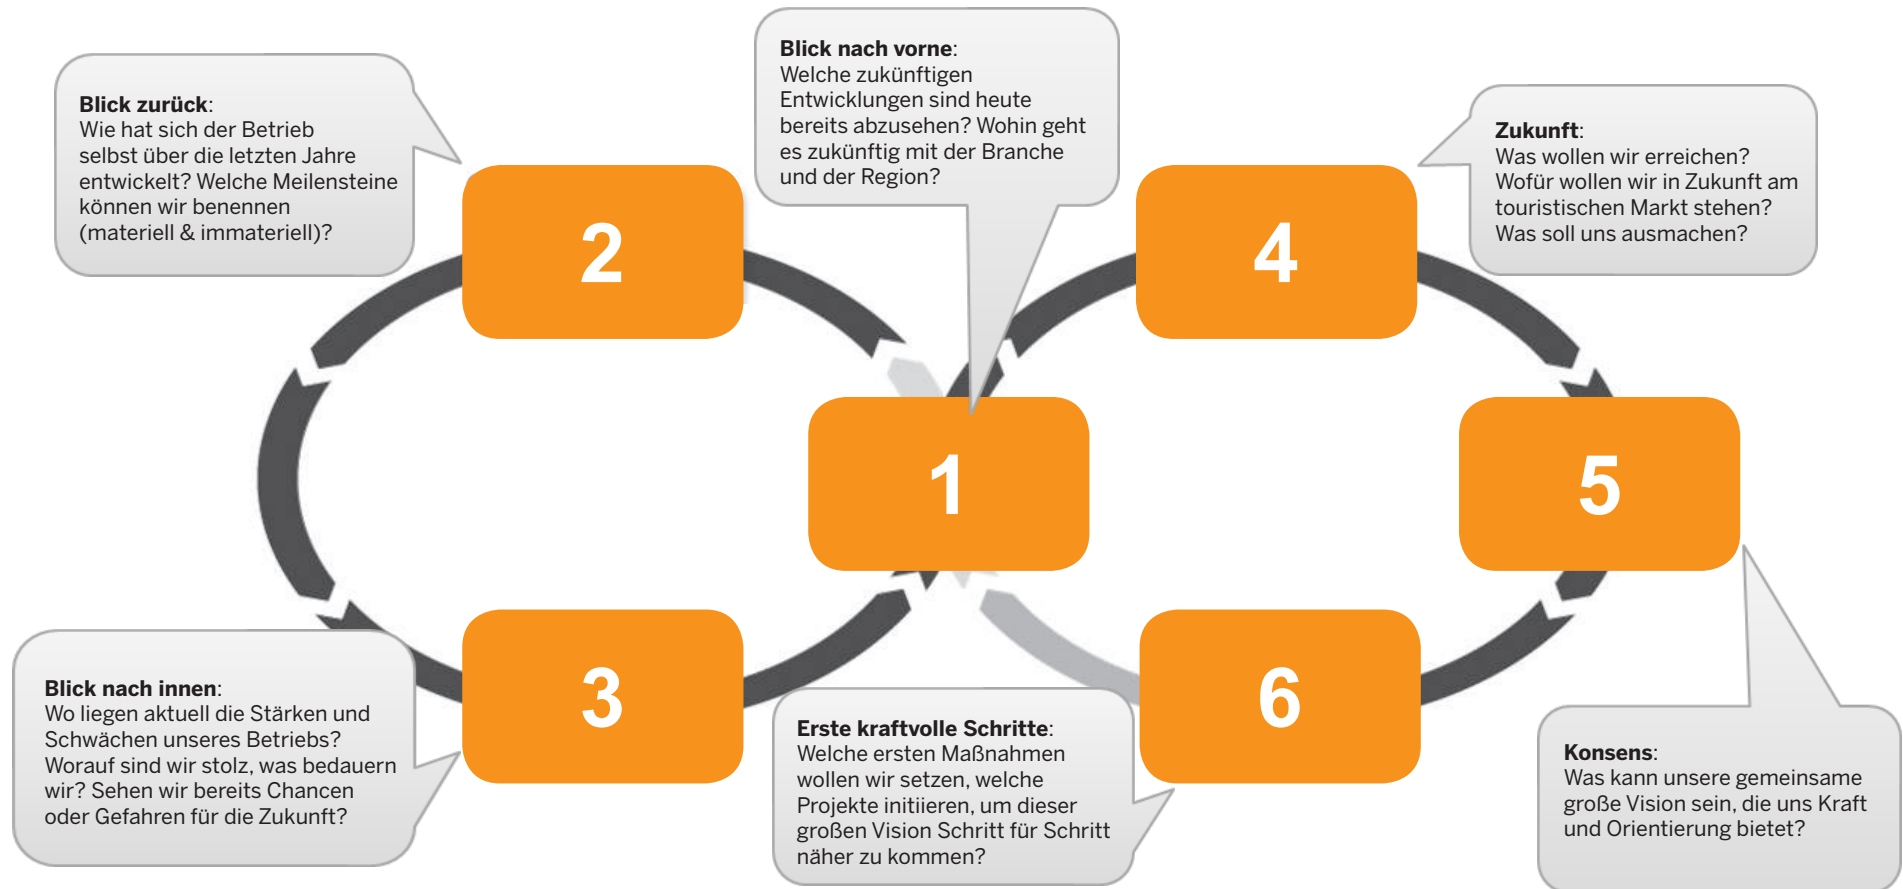 Blick nach vorne:
Welche zukünftigen
Entwicklungen sind heute
bereits abzusehen? Wohin geht
es zukünftig mit der Branche
und der Region?
Blick zurück:
Wie hat sich der Betrieb
selbst über die letzten Jahre
entwickelt? Welche Meilensteine
können wir benennen
(materiell & immateriell)?
Zukunft:
Was wollen wir erreichen?
Wofür wollen wir in Zukunft am
touristischen Markt stehen?
Was soll uns ausmachen?
2
4
1
5
3
6
Blick nach innen:
Wo liegen aktuell die Stärken und
Schwächen unseres Betriebs?
Worauf sind wir stolz, was bedauern
wir? Sehen wir bereits Chancen
oder Gefahren für die Zukunft?
Erste kraftvolle Schritte:
Welche ersten Maßnahmen
wollen wir setzen, welche
Projekte initiieren, um dieser
großen Vision Schritt für Schritt
näher zu kommen?
Konsens:
Was kann unsere gemeinsame
große Vision sein, die uns Kraft
und Orientierung bietet?